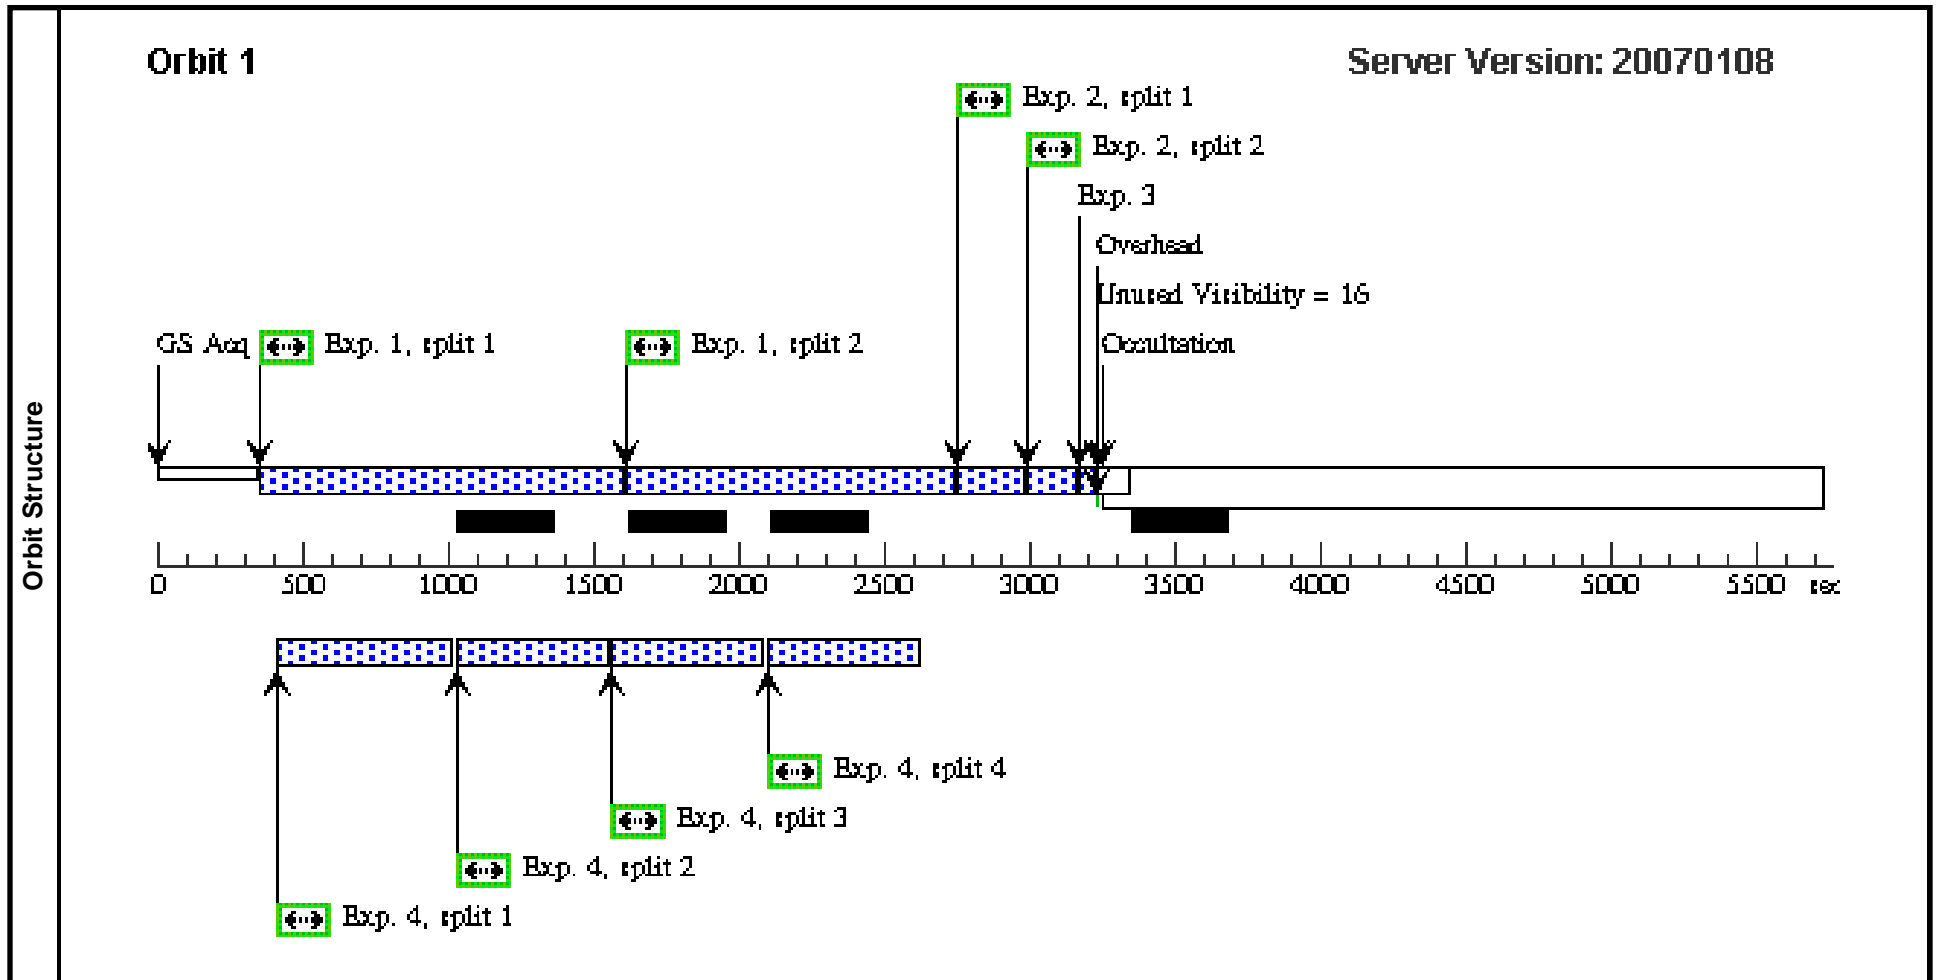 Orbit 1
Server Version: 20070108
Exp. 2, split 1
Exp. 2, split 2
Exp. 3
Overhead
Unused Visibility = 16
GS Acq
Exp. 1, split 1
Exp. 1, split 2
Occultation
Orbit Structure
0 500 1000 1500 2000 2500 3000 3500 4000 4500 5000 5500 sec
Exp. 4, split 4
Exp. 4, split 3
Exp. 4, split 2
Exp. 4, split 1